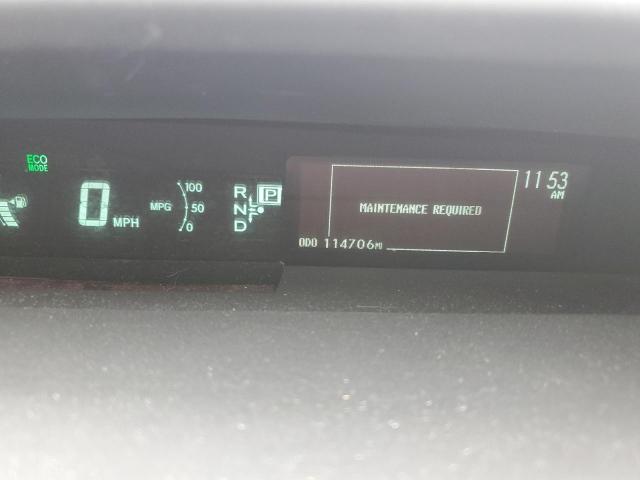 ECO
MODE
0 MPH
MPG
100
50
0
R
N
D
P
MAINTENANCE REQUIRED
ODO 114706MI
11 53
AM